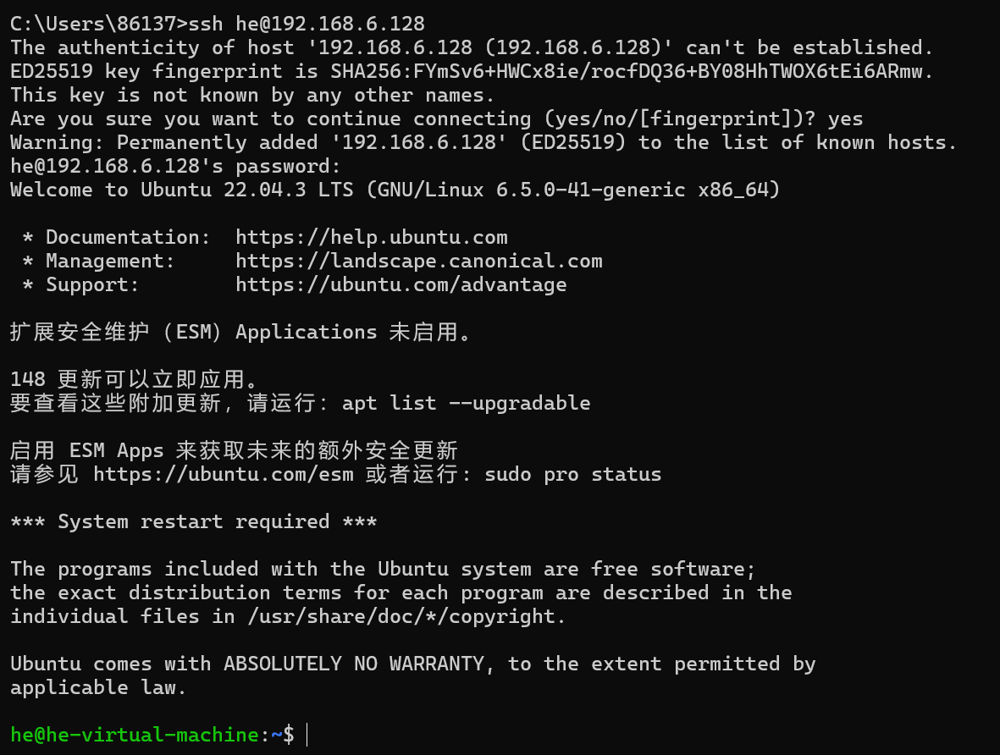 C:\Users\86137>ssh he@192.168.6.128
The authenticity of host '192.168.6.128 (192.168.6.128)' can't be established.
ED25519 key fingerprint is SHA256:FYmSv6+HWCx8ie/rocfDQ36+BY08HhTWOX6tEi6ARmw.
This key is not known by any other names.
Are you sure you want to continue connecting (yes/no/[fingerprint])? yes
Warning: Permanently added '192.168.6.128' (ED25519) to the list of known hosts.
he@192.168.6.128's password:
Welcome to Ubuntu 22.04.3 LTS (GNU/Linux 6.5.0-41-generic x86_64)

 * Documentation:  https://help.ubuntu.com
 * Management:     https://landscape.canonical.com
 * Support:        https://ubuntu.com/advantage

扩展安全维护（ESM）Applications 未启用。

148 更新可以立即应用。
要查看这些附加更新，请运行：apt list --upgradable

启用 ESM Apps 来获取未来的额外安全更新
请参见 https://ubuntu.com/esm 或者运行：sudo pro status

*** System restart required ***

The programs included with the Ubuntu system are free software;
the exact distribution terms for each program are described in the
individual files in /usr/share/doc/*/copyright.

Ubuntu comes with ABSOLUTELY NO WARRANTY, to the extent permitted by
applicable law.

he@he-virtual-machine:~$